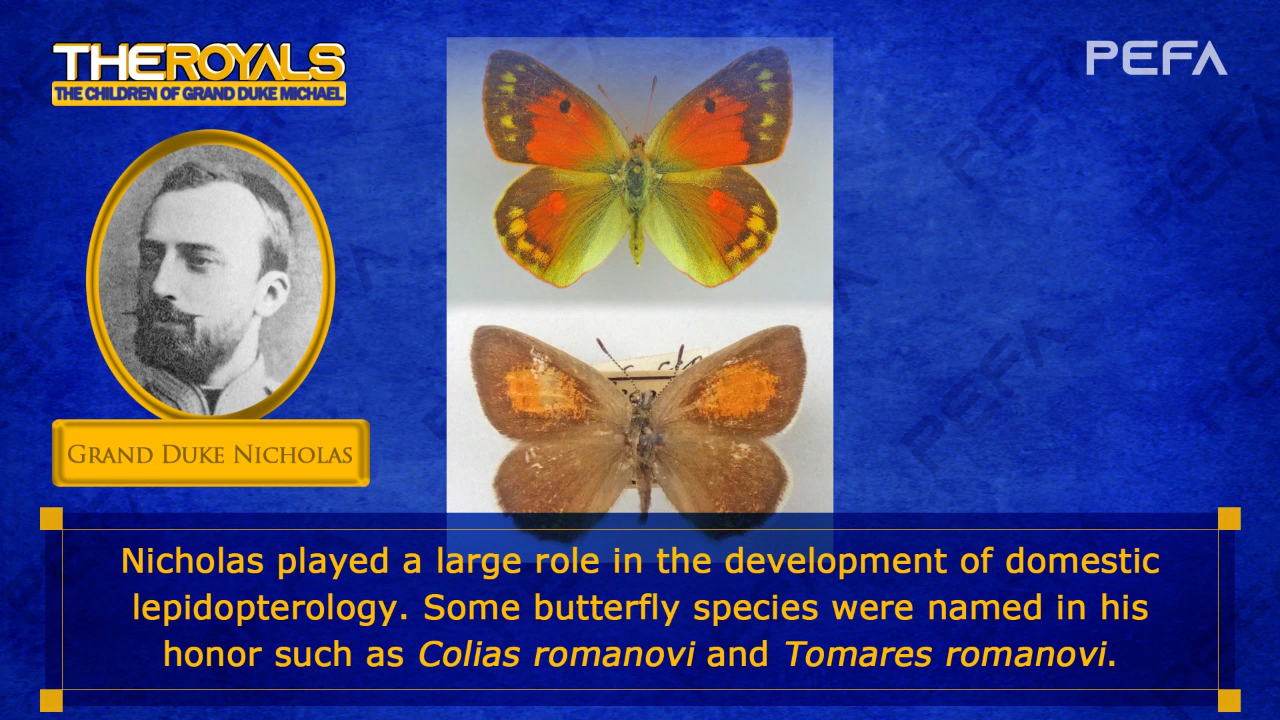 THEROYALS
THE CHILDREN OF GRAND DUKE MICHAEL
PEFA
GRAND DUKE NICHOLAS
Nicholas played a large role in the development of domestic
lepidopterology. Some butterfly species were named in his
honor such as Colias romanovi and Tomares romanovi.